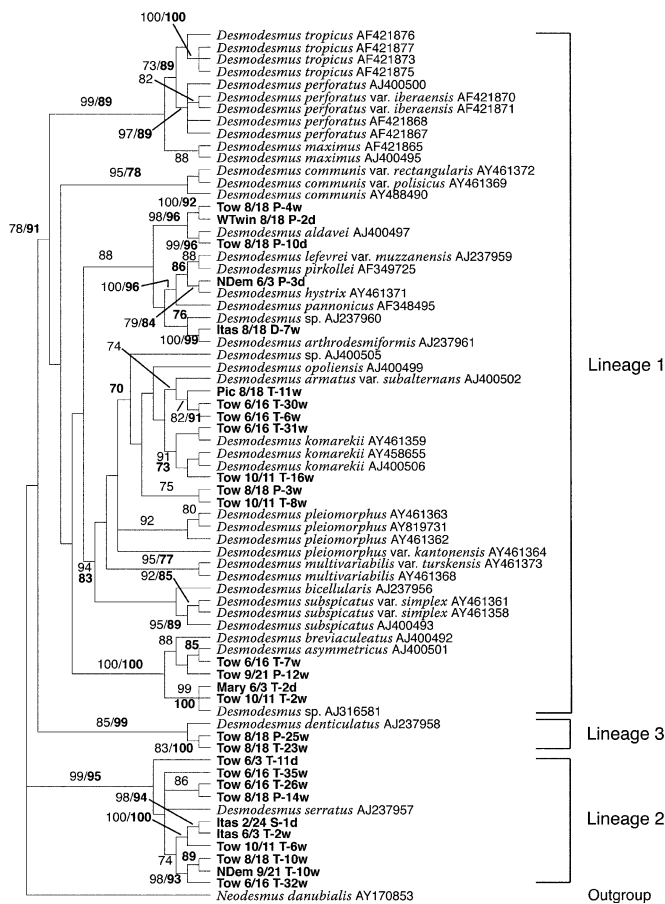 100/100
Desmodesmus tropicus AF421876
Desmodesmus tropicus AF421877
Desmodesmus tropicus AF421873
73/89
Desmodesmus tropicus AF421875
82
Desmodesmus perforatus AJ400500
Desmodesmus perforatus var. iberaensis AF421870
99/89
Desmodesmus perforatus var. iberaensis AF421871
Desmodesmus perforatus AF421868
97/89
Desmodesmus perforatus AF421867
Desmodesmus maximus AF421865
88
Desmodesmus maximus AJ400495
95/78
Desmodesmus communis var. rectangularis AY461372
Desmodesmus communis var. polisicus AY461369
Desmodesmus communis AY488490
100/92
Tow 8/18 P-4w
98/96
WTwin 8/18 P-2d
78/91
Desmodesmus aldavei AJ400497
99/96
Tow 8/18 P-10d
88
88
Desmodesmus lefevrei var. muzzanensis AJ237959
86
Desmodesmus pirkollei AF349725
100/96
NDem 6/3 P-3d
Desmodesmus hystrix AY461371
Desmodesmus pannonicus AF348495
79/84
76
Desmodesmus sp. AJ237960
Itas 8/18 D-7w
100/99
Desmodesmus arthrodesmiformis AJ237961
74
Desmodesmus sp. AJ400505
Lineage 1
Desmodesmus opoliensis AJ400499
Desmodesmus armatus var. subalternans AJ400502
70
Pic 8/18 T-11w
Tow 6/16 T-30w
82/91
Tow 6/16 T-6w
Tow 6/16 T-31w
Desmodesmus komarekii AY461359
91
Desmodesmus komarekii AY458655
73
Desmodesmus komarekii AJ400506
Tow 10/11 T-16w
75
Tow 8/18 P-3w
Tow 10/11 T-8w
80
Desmodesmus pleiomorphus AY461363
92
Desmodesmus pleiomorphus AY819731
Desmodesmus pleiomorphus AY461362
Desmodesmus pleiomorphus var. kantonensis AY461364
95/77
Desmodesmus multivariabilis var. turskensis AY461373
94
83
92/85
Desmodesmus multivariabilis AY461368
Desmodesmus bicellularis AJ237956
Desmodesmus subspicatus var. simplex AY461361
Desmodesmus subspicatus var. simplex AY461358
95/89
Desmodesmus subspicatus AJ400493
88
Desmodesmus breviaculeatus AJ400492
85
Desmodesmus asymmetricus AJ400501
100/100
Tow 6/16 T-7w
Tow 9/21 P-12w
99
Mary 6/3 T-2d
100
Tow 10/11 T-2w
Desmodesmus sp. AJ316581
85/99
Desmodesmus denticulatus AJ237958
Tow 8/18 P-25w
Lineage 3
83/100
Tow 8/18 T-23w
Tow 6/3 T-11d
99/95
Tow 6/16 T-35w
86
Tow 6/16 T-26w
98/94
Tow 8/18 P-14w
Desmodesmus serratus AJ237957
100/100
Itas 2/24 S-1d
Lineage 2
Itas 6/3 T-2w
Tow 10/11 T-6w
74
89
Tow 8/18 T-10w
NDem 9/21 T-10w
98/93
Tow 6/16 T-32w
Neodesmus danubialis AY170853
Outgroup